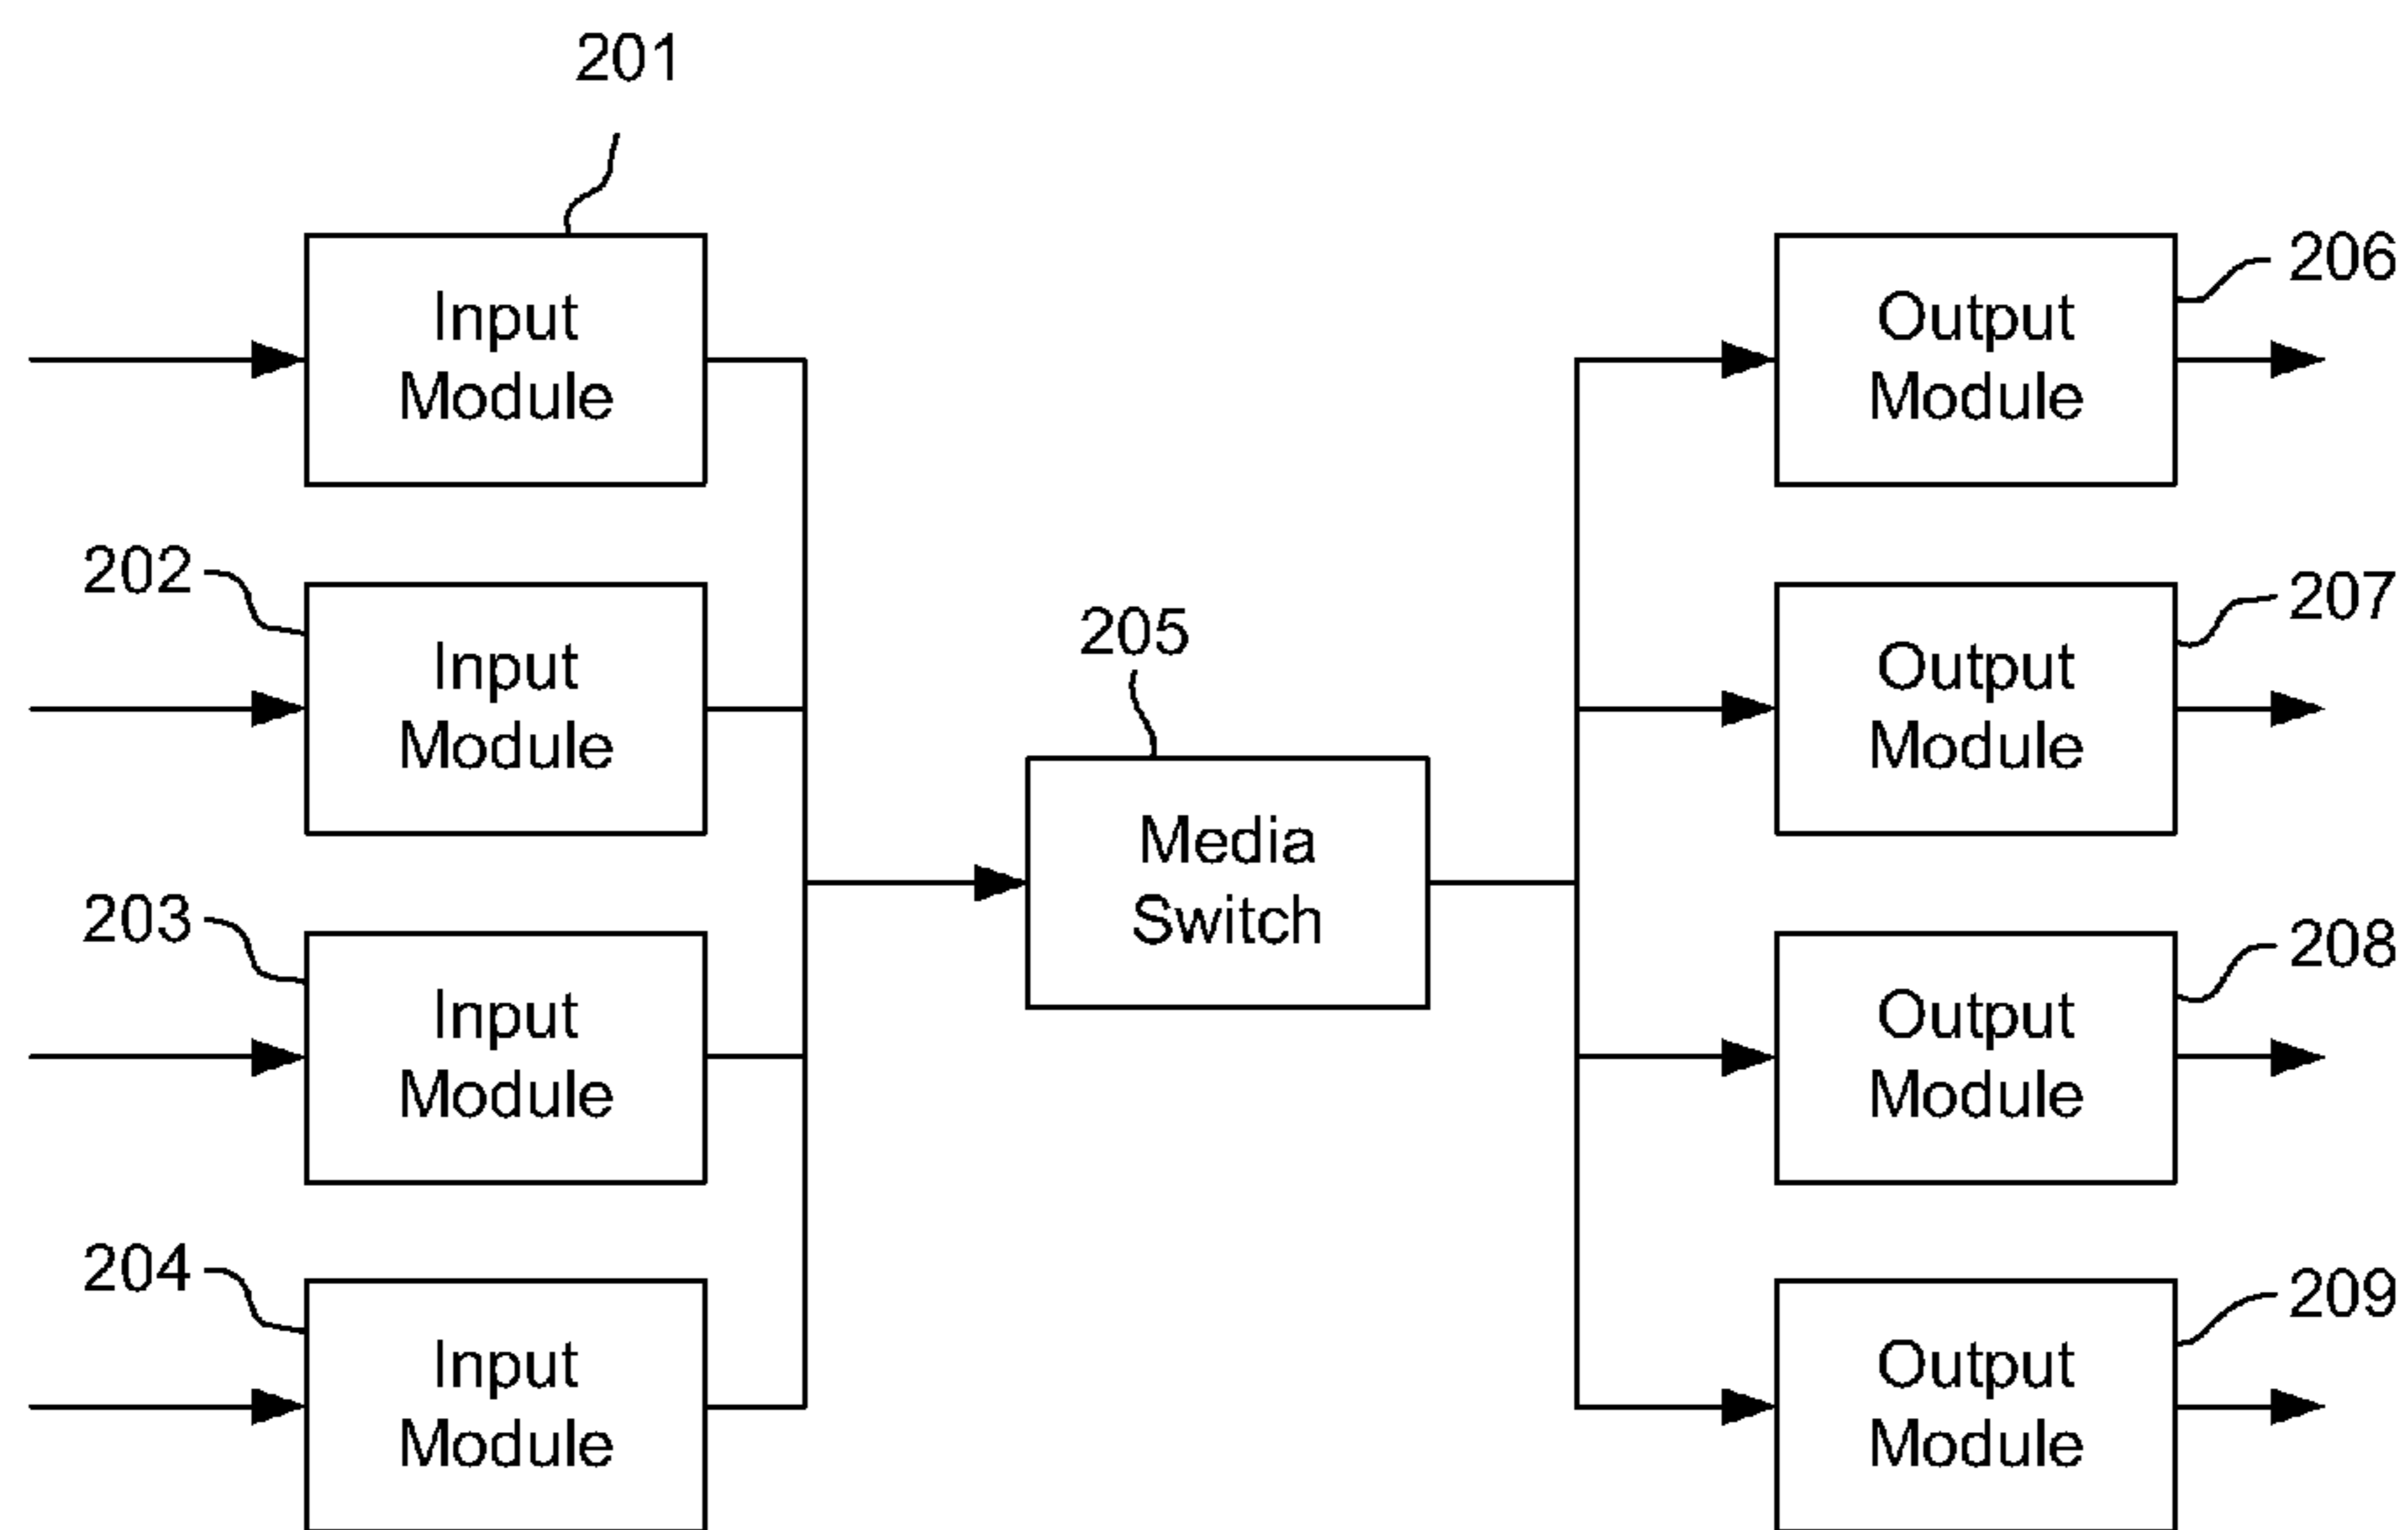 201
Input
Module
202
Input
Module
203
Input
Module
204
Input
Module
205
Media
Switch
206
Output
Module
207
Output
Module
208
Output
Module
209
Output
Module